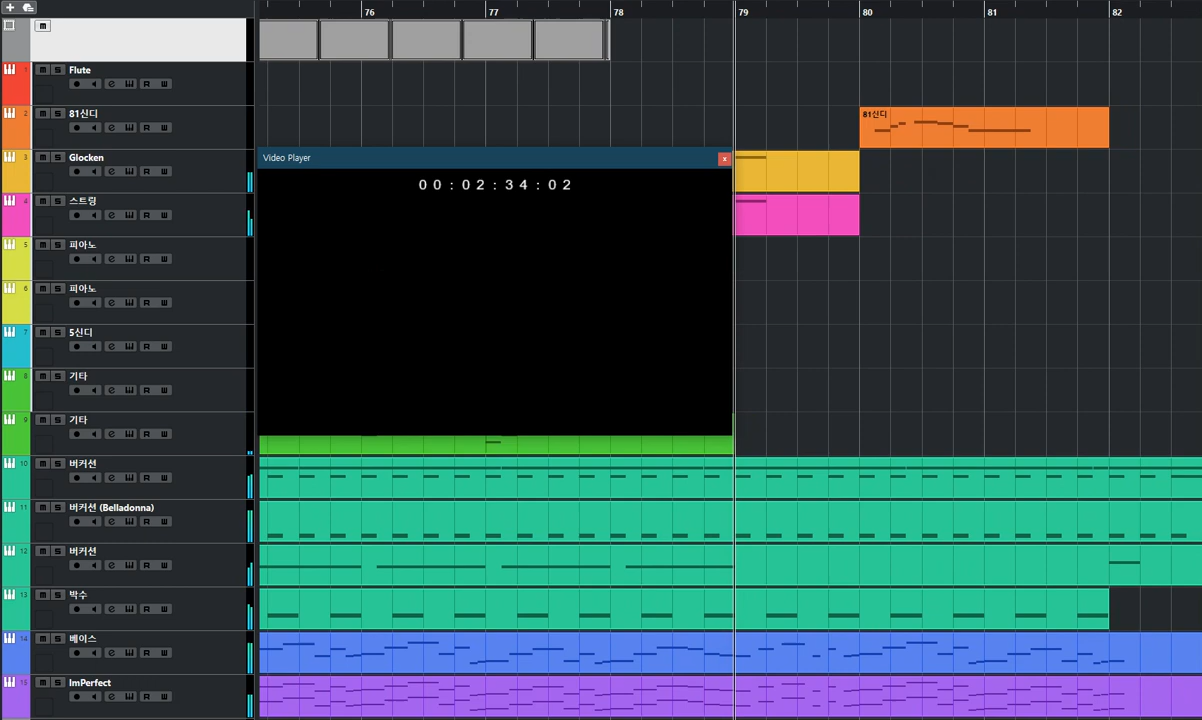 76 77 78 79 80 81 82
M
1 M S Flute
e R W
2 M S 81신디
81신디
e R W
3 M S Glocken
Video Player x
e R W
00:02:34:02
4 M S 스트링
e R W
5 M S 피아노
e R W
6 M S 피아노
e R W
7 M S 5신디
e R W
8 M S 기타
e R W
9 M S 기타
e R W
10 M S 버커션
e R W
11 M S 버커션 (Belladonna)
e R W
12 M S 버커션
e R W
13 M S 박수
e R W
14 M S 베이스
e R W
15 M S ImPerfect
e R W